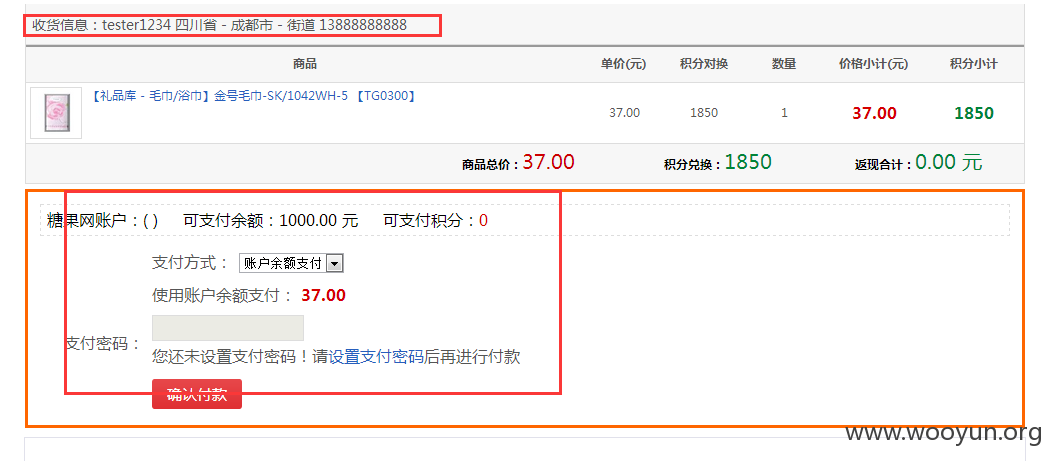 收货信息：tester1234 四川省 - 成都市 - 街道 13888888888
商品 单价(元) 积分对换 数量 价格小计(元) 积分小计
【礼品库 - 毛巾/浴巾】金号毛巾-SK/1042WH-5 【TG0300】 37.00 1850 1 37.00 1850
商品总价：37.00 积分兑换：1850 返现合计：0.00 元
糖果网账户：( ) 可支付余额：1000.00 元 可支付积分：0
支付方式： 账户余额支付
使用账户余额支付： 37.00
支付密码：
您还未设置支付密码！请设置支付密码后再进行付款
确认付款
www.wooyun.org